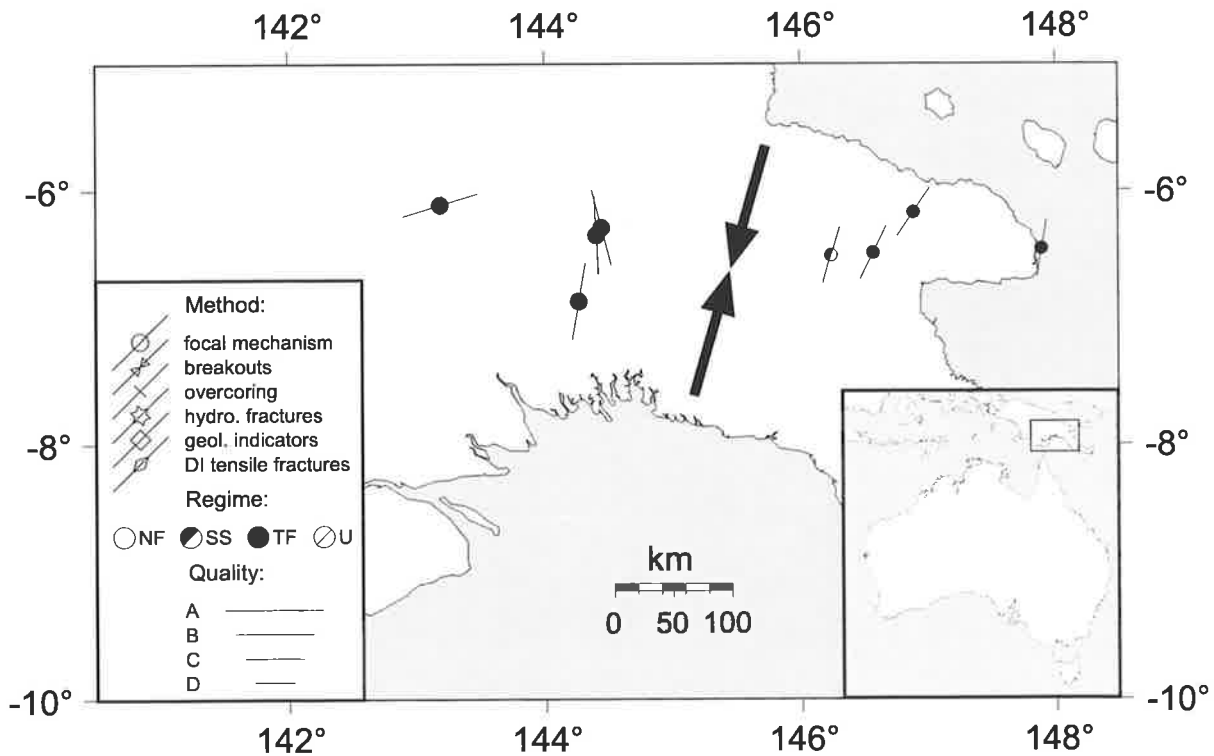 142° 144° 146° 148°
-6° -6°
Method:
focal mechanism
breakouts
overcoring
hydro. fractures
geol. indicators
DI tensile fractures
Regime:
NF SS TF U
Quality:
A
B
C
D
-8° -8°
km
0 50 100
-10° -10°
142° 144° 146° 148°